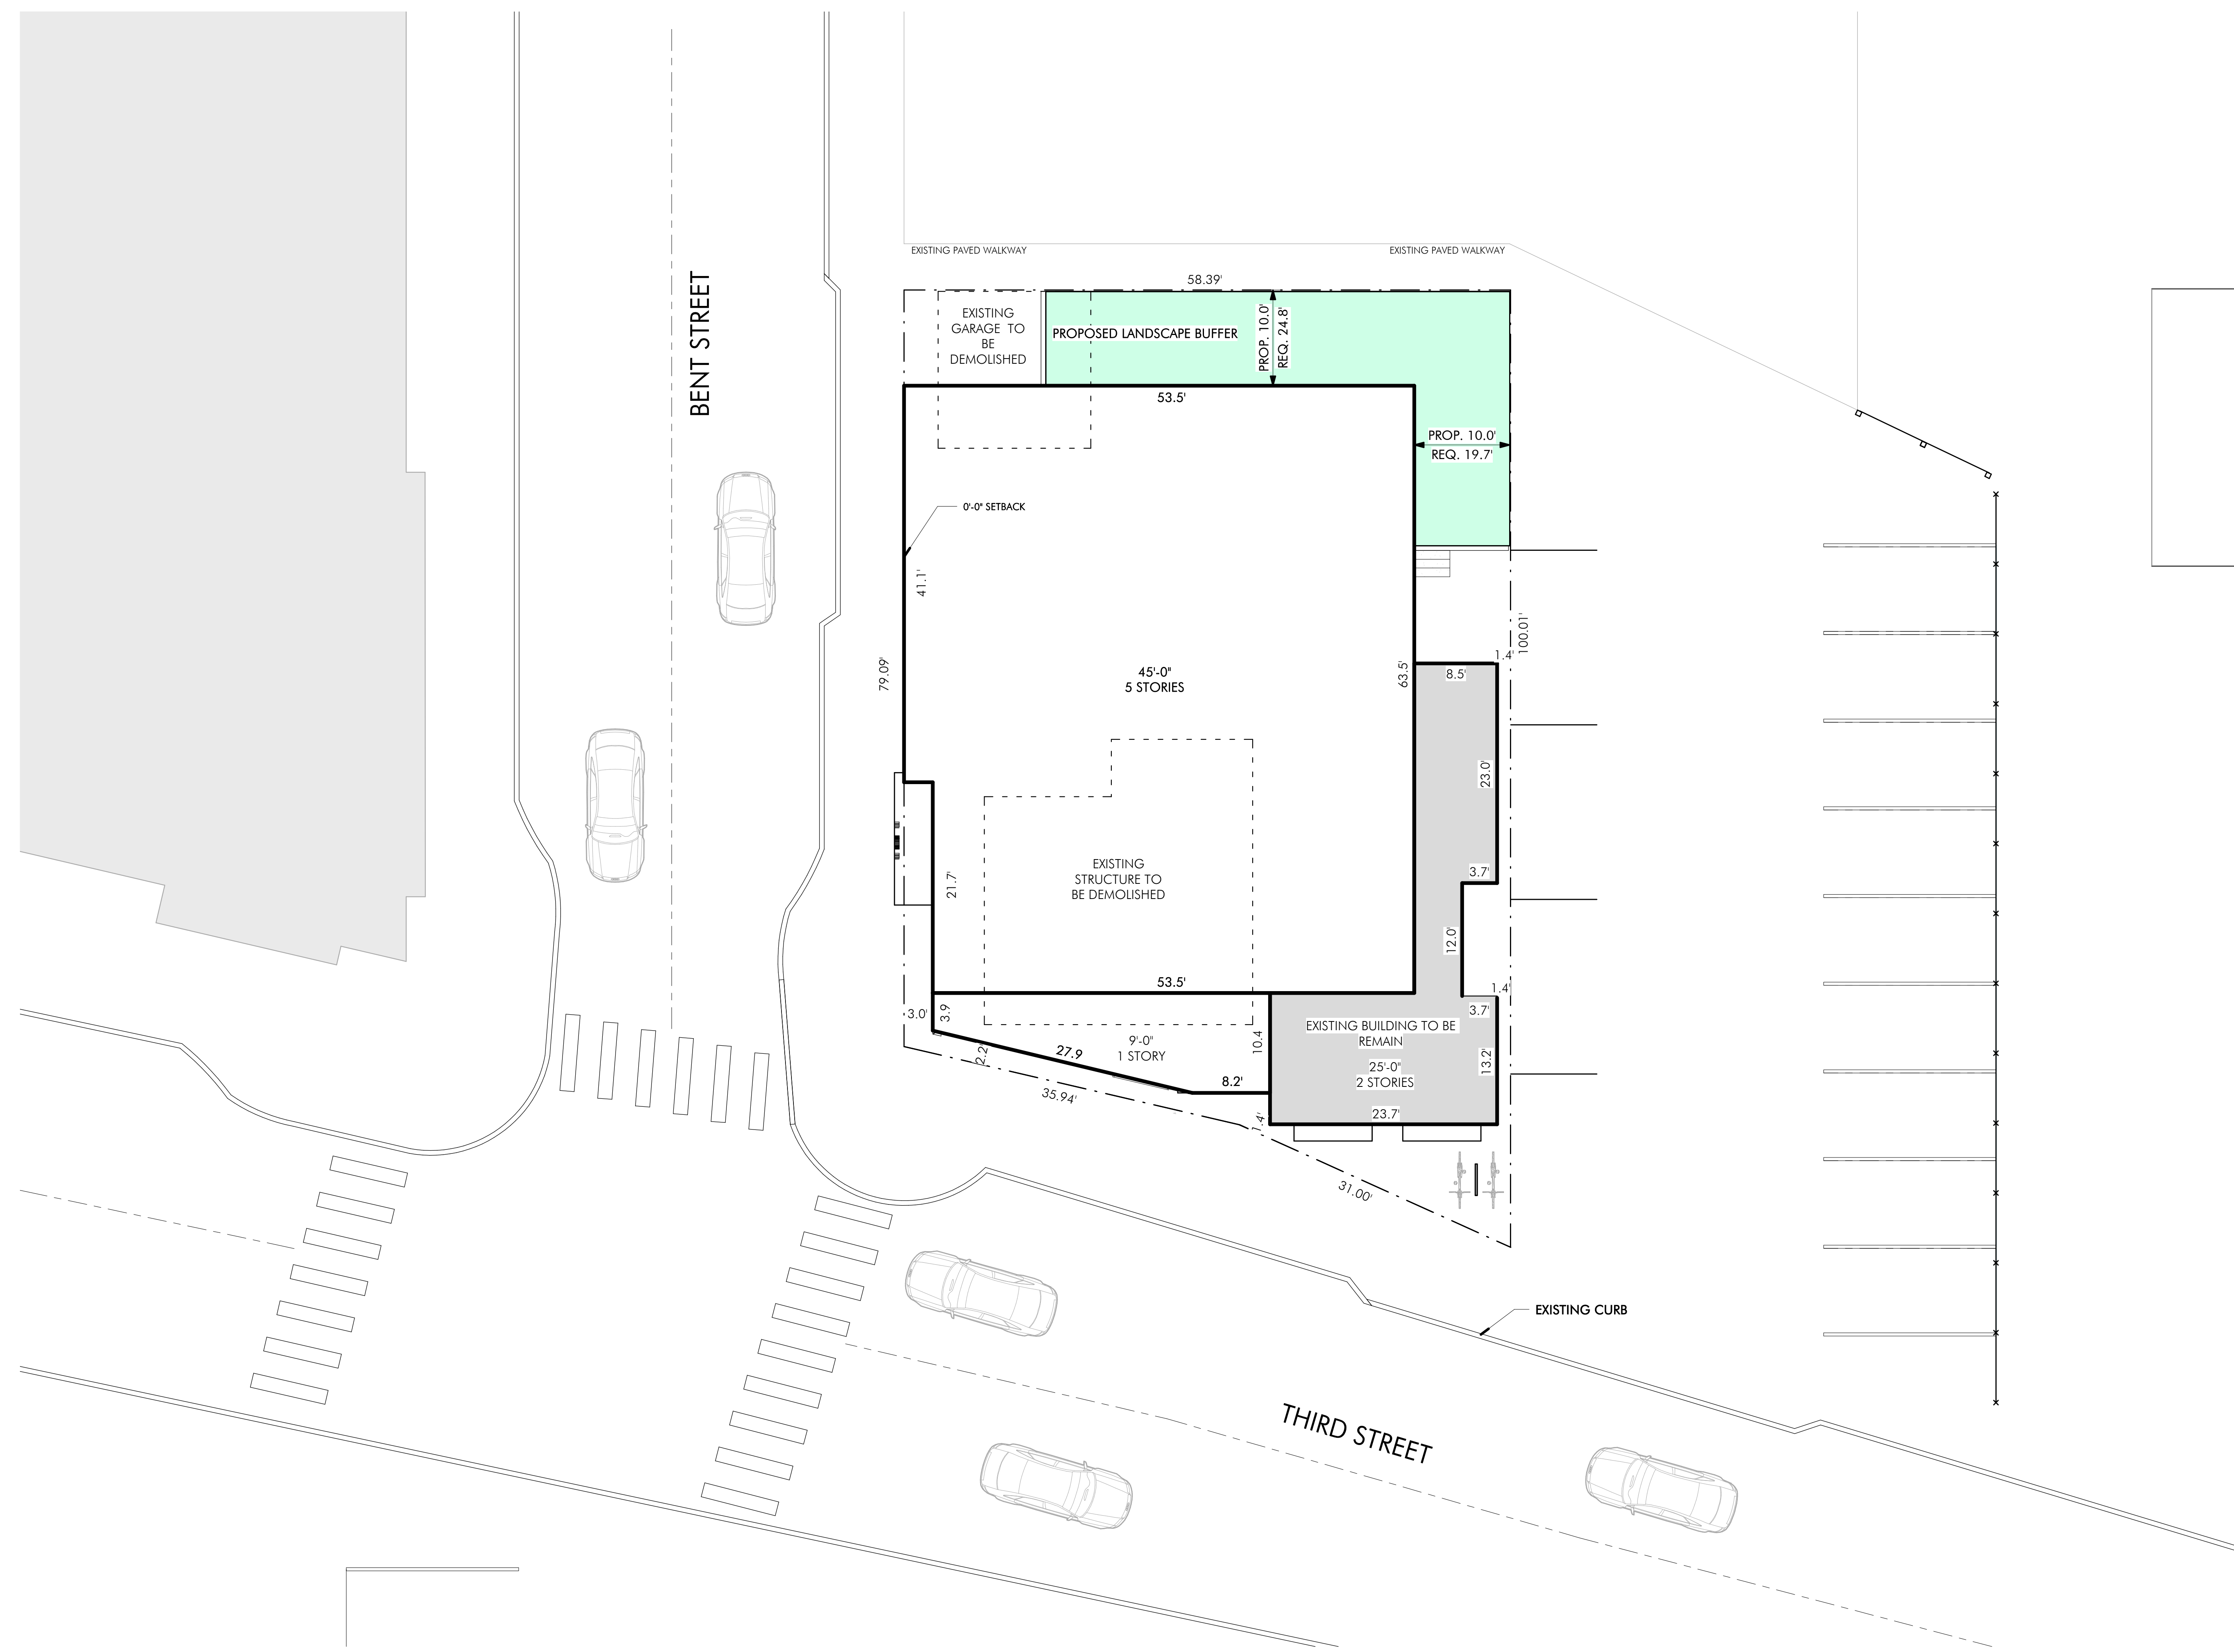 EXISTING PAVED WALKWAY
EXISTING PAVED WALKWAY
58.39'
BENT STREET
EXISTING
GARAGE TO
BE
DEMOLISHED
PROPOSED LANDSCAPE BUFFER
PROP. 10.0'
REQ. 24.8'
53.5'
PROP. 10.0'
REQ. 19.7'
0'-0" SETBACK
41.1'
79.09'
100.01'
45'-0"
5 STORIES
63.5'
1.4'
8.5'
23.0'
EXISTING
STRUCTURE TO
BE DEMOLISHED
21.7'
3.7'
12.0'
53.5'
1.4'
3.7'
3.0'
3.9
EXISTING BUILDING TO BE
REMAIN
25'-0"
2 STORIES
9'-0"
1 STORY
10.4
13.2'
2.2'
27.9
8.2'
35.94'
1.4'
23.7'
31.00'
EXISTING CURB
THIRD STREET